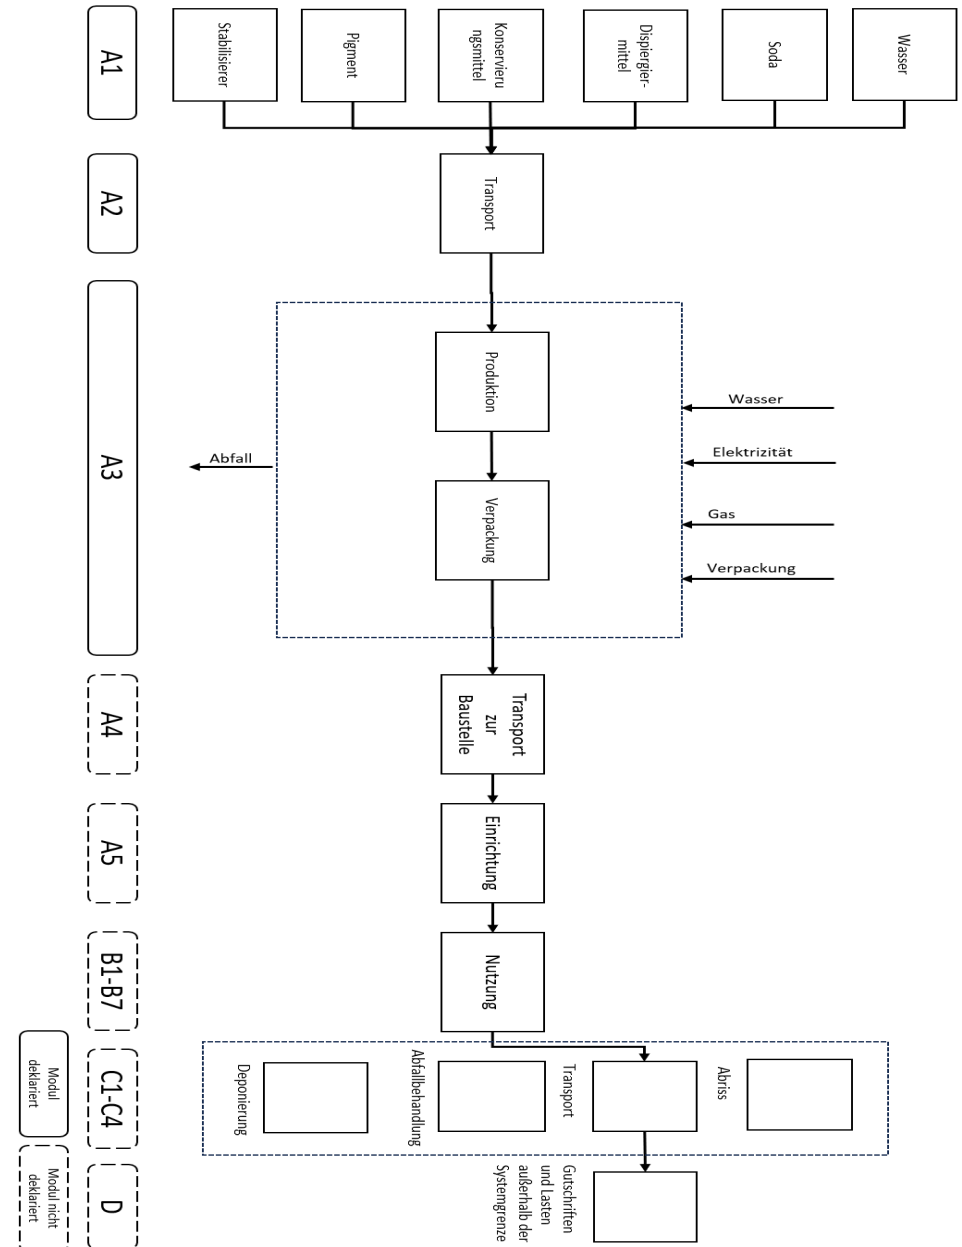 A1
Stabilisierer
Pigment
Konservieru
ngsmittel
Dispiergier-
mittel
Soda
Wasser
A2
Transport
A3
Produktion
Verpackung
Abfall
Wasser
Elektrizität
Gas
Verpackung
A4
Transport
zur
Baustelle
A5
Einrichtung
B1-B7
Nutzung
C1-C4
Deponierung
Abfallbehandlung
Transport
Abriss
D
Gutschriften
und Lasten
außerhalb der
Systemgrenze
Modul
deklariert
Modul nicht
deklariert